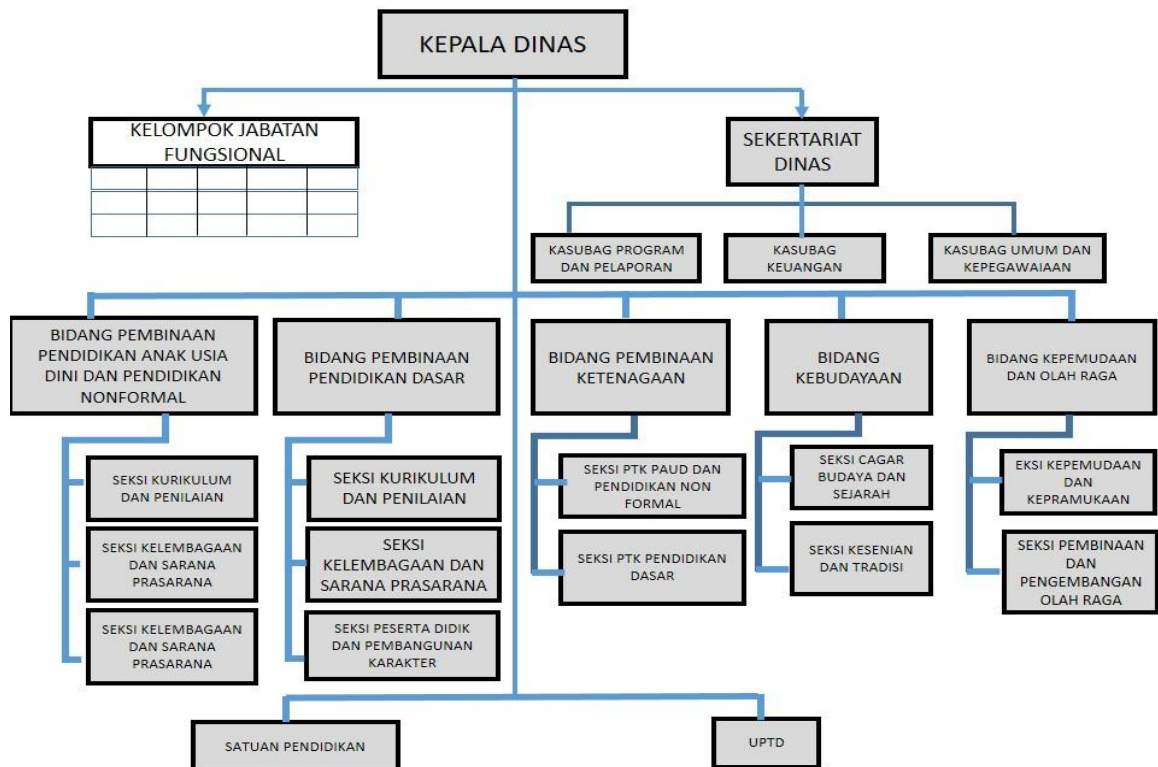 KEPALA DINAS
KELOMPOK JABATAN
FUNGSIONAL
SEKERTARIAT
DINAS
KASUBAG PROGRAM
DAN PELAPORAN
KASUBAG
KEUANGAN
KASUBAG UMUM DAN
KEPEGAWAIAAN
BIDANG PEMBINAAN
PENDIDIKAN ANAK USIA
DINI DAN PENDIDIKAN
NONFORMAL
BIDANG PEMBINAAN
PENDIDIKAN DASAR
BIDANG PEMBINAAN
KETENAGAAN
BIDANG
KEBUDAYAAN
BIDANG KEPEMUDAAN
DAN OLAH RAGA
SEKSI KURIKULUM
DAN PENILAIAN
SEKSI KELEMBAGAAN
DAN SARANA
PRASARANA
SEKSI KELEMBAGAAN
DAN SARANA
PRASARANA
SEKSI KURIKULUM
DAN PENILAIAN
SEKSI
KELEMBAGAAN DAN
SARANA PRASARANA
SEKSI PESERTA DIDIK
DAN PEMBANGUNAN
KARAKTER
SEKSI PTK PAUD DAN
PENDIDIKAN NON
FORMAL
SEKSI PTK PENDIDIKAN
DASAR
SEKSI CAGAR
BUDAYA DAN
SEJARAH
SEKSI KESENIAN
DAN TRADISI
EKSI KEPEMUDAAN
DAN
KEPRAMUKAAN
SEKSI PEMBINAAN
DAN
PENGEMBANGAN
OLAH RAGA
SATUAN PENDIDIKAN
UPTD